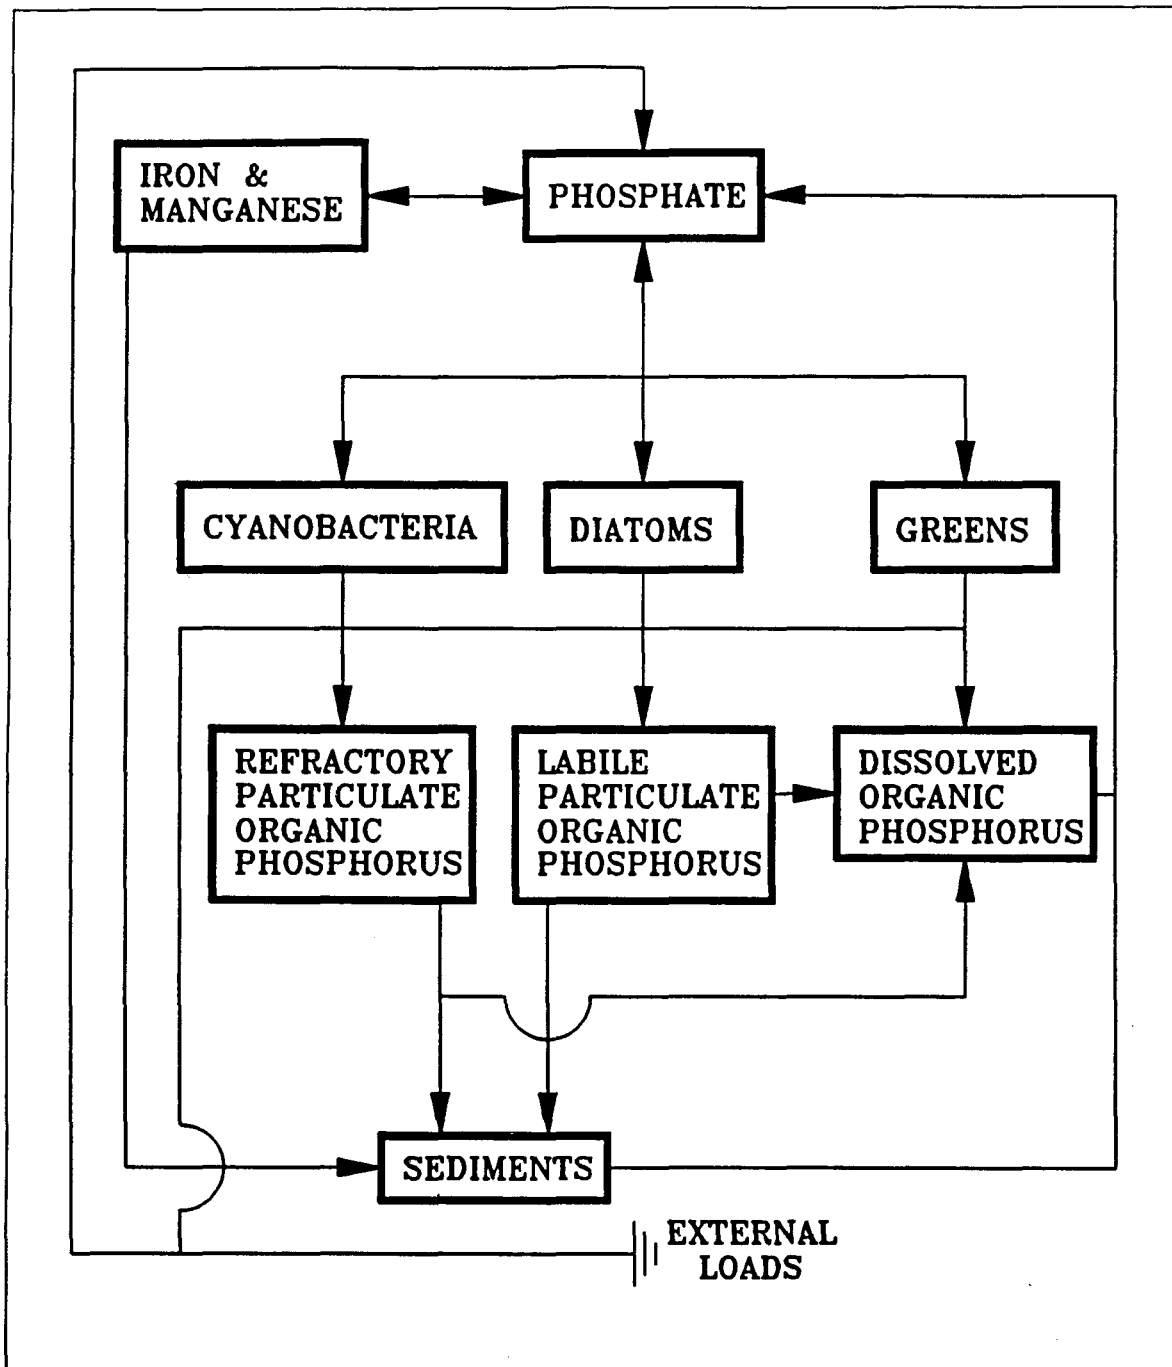 IRON &
MANGANESE
PHOSPHATE
CYANOBACTERIA
DIATOMS
GREENS
REFRACTORY
PARTICULATE
ORGANIC
PHOSPHORUS
LABILE
PARTICULATE
ORGANIC
PHOSPHORUS
DISSOLVED
ORGANIC
PHOSPHORUS
SEDIMENTS
EXTERNAL
LOADS